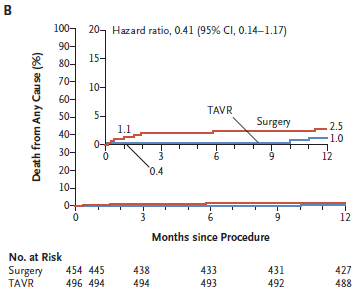 B
Death from Any Cause (%)
100
90
80
70
60
50
40
30
20
10
0
Hazard ratio, 0.41 (95% CI, 0.14–1.17)
20
15
10
5
0
TAVR
Surgery
1.1
0.4
2.5
1.0
0 3 6 9 12
0 3 6 9 12
Months since Procedure
No. at Risk
Surgery 454 445 438 433 431 427
TAVR 496 494 494 493 492 488